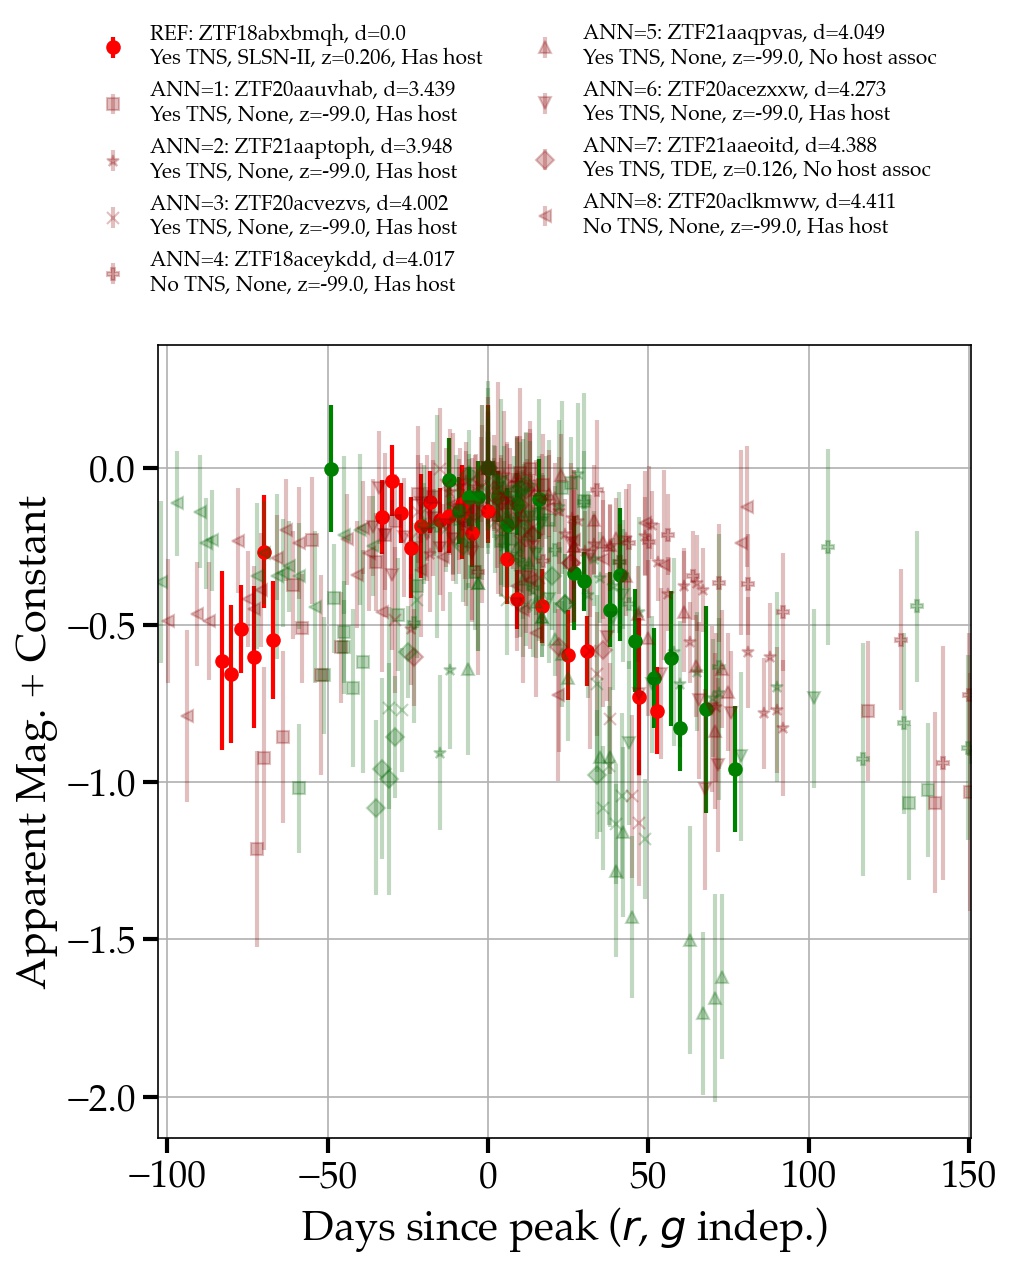 REF: ZTF18abxbmqh, d=0.0
Yes TNS, SLSN-II, z=0.206, Has host
ANN=1: ZTF20aauvhab, d=3.439
Yes TNS, None, z=-99.0, Has host
ANN=2: ZTF21aaptoph, d=3.948
Yes TNS, None, z=-99.0, Has host
ANN=3: ZTF20acvezvs, d=4.002
Yes TNS, None, z=-99.0, Has host
ANN=4: ZTF18aceykdd, d=4.017
No TNS, None, z=-99.0, Has host
ANN=5: ZTF21aaqpvas, d=4.049
Yes TNS, None, z=-99.0, No host assoc
ANN=6: ZTF20acezxxw, d=4.273
Yes TNS, None, z=-99.0, Has host
ANN=7: ZTF21aaeoitd, d=4.388
Yes TNS, TDE, z=0.126, No host assoc
ANN=8: ZTF20aclkmww, d=4.411
No TNS, None, z=-99.0, Has host
Apparent Mag. + Constant
0.0
−0.5
−1.0
−1.5
−2.0
−100 −50 0 50 100 150
Days since peak (r, g indep.)